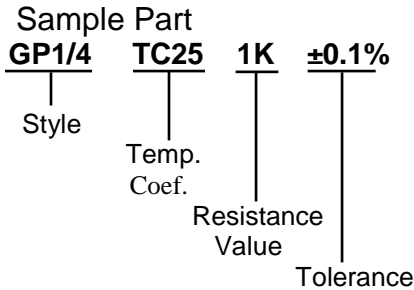 Sample Part
GP1/4 TC25 1K ±0.1%
Style
Temp.
Coef.
Resistance
Value
Tolerance